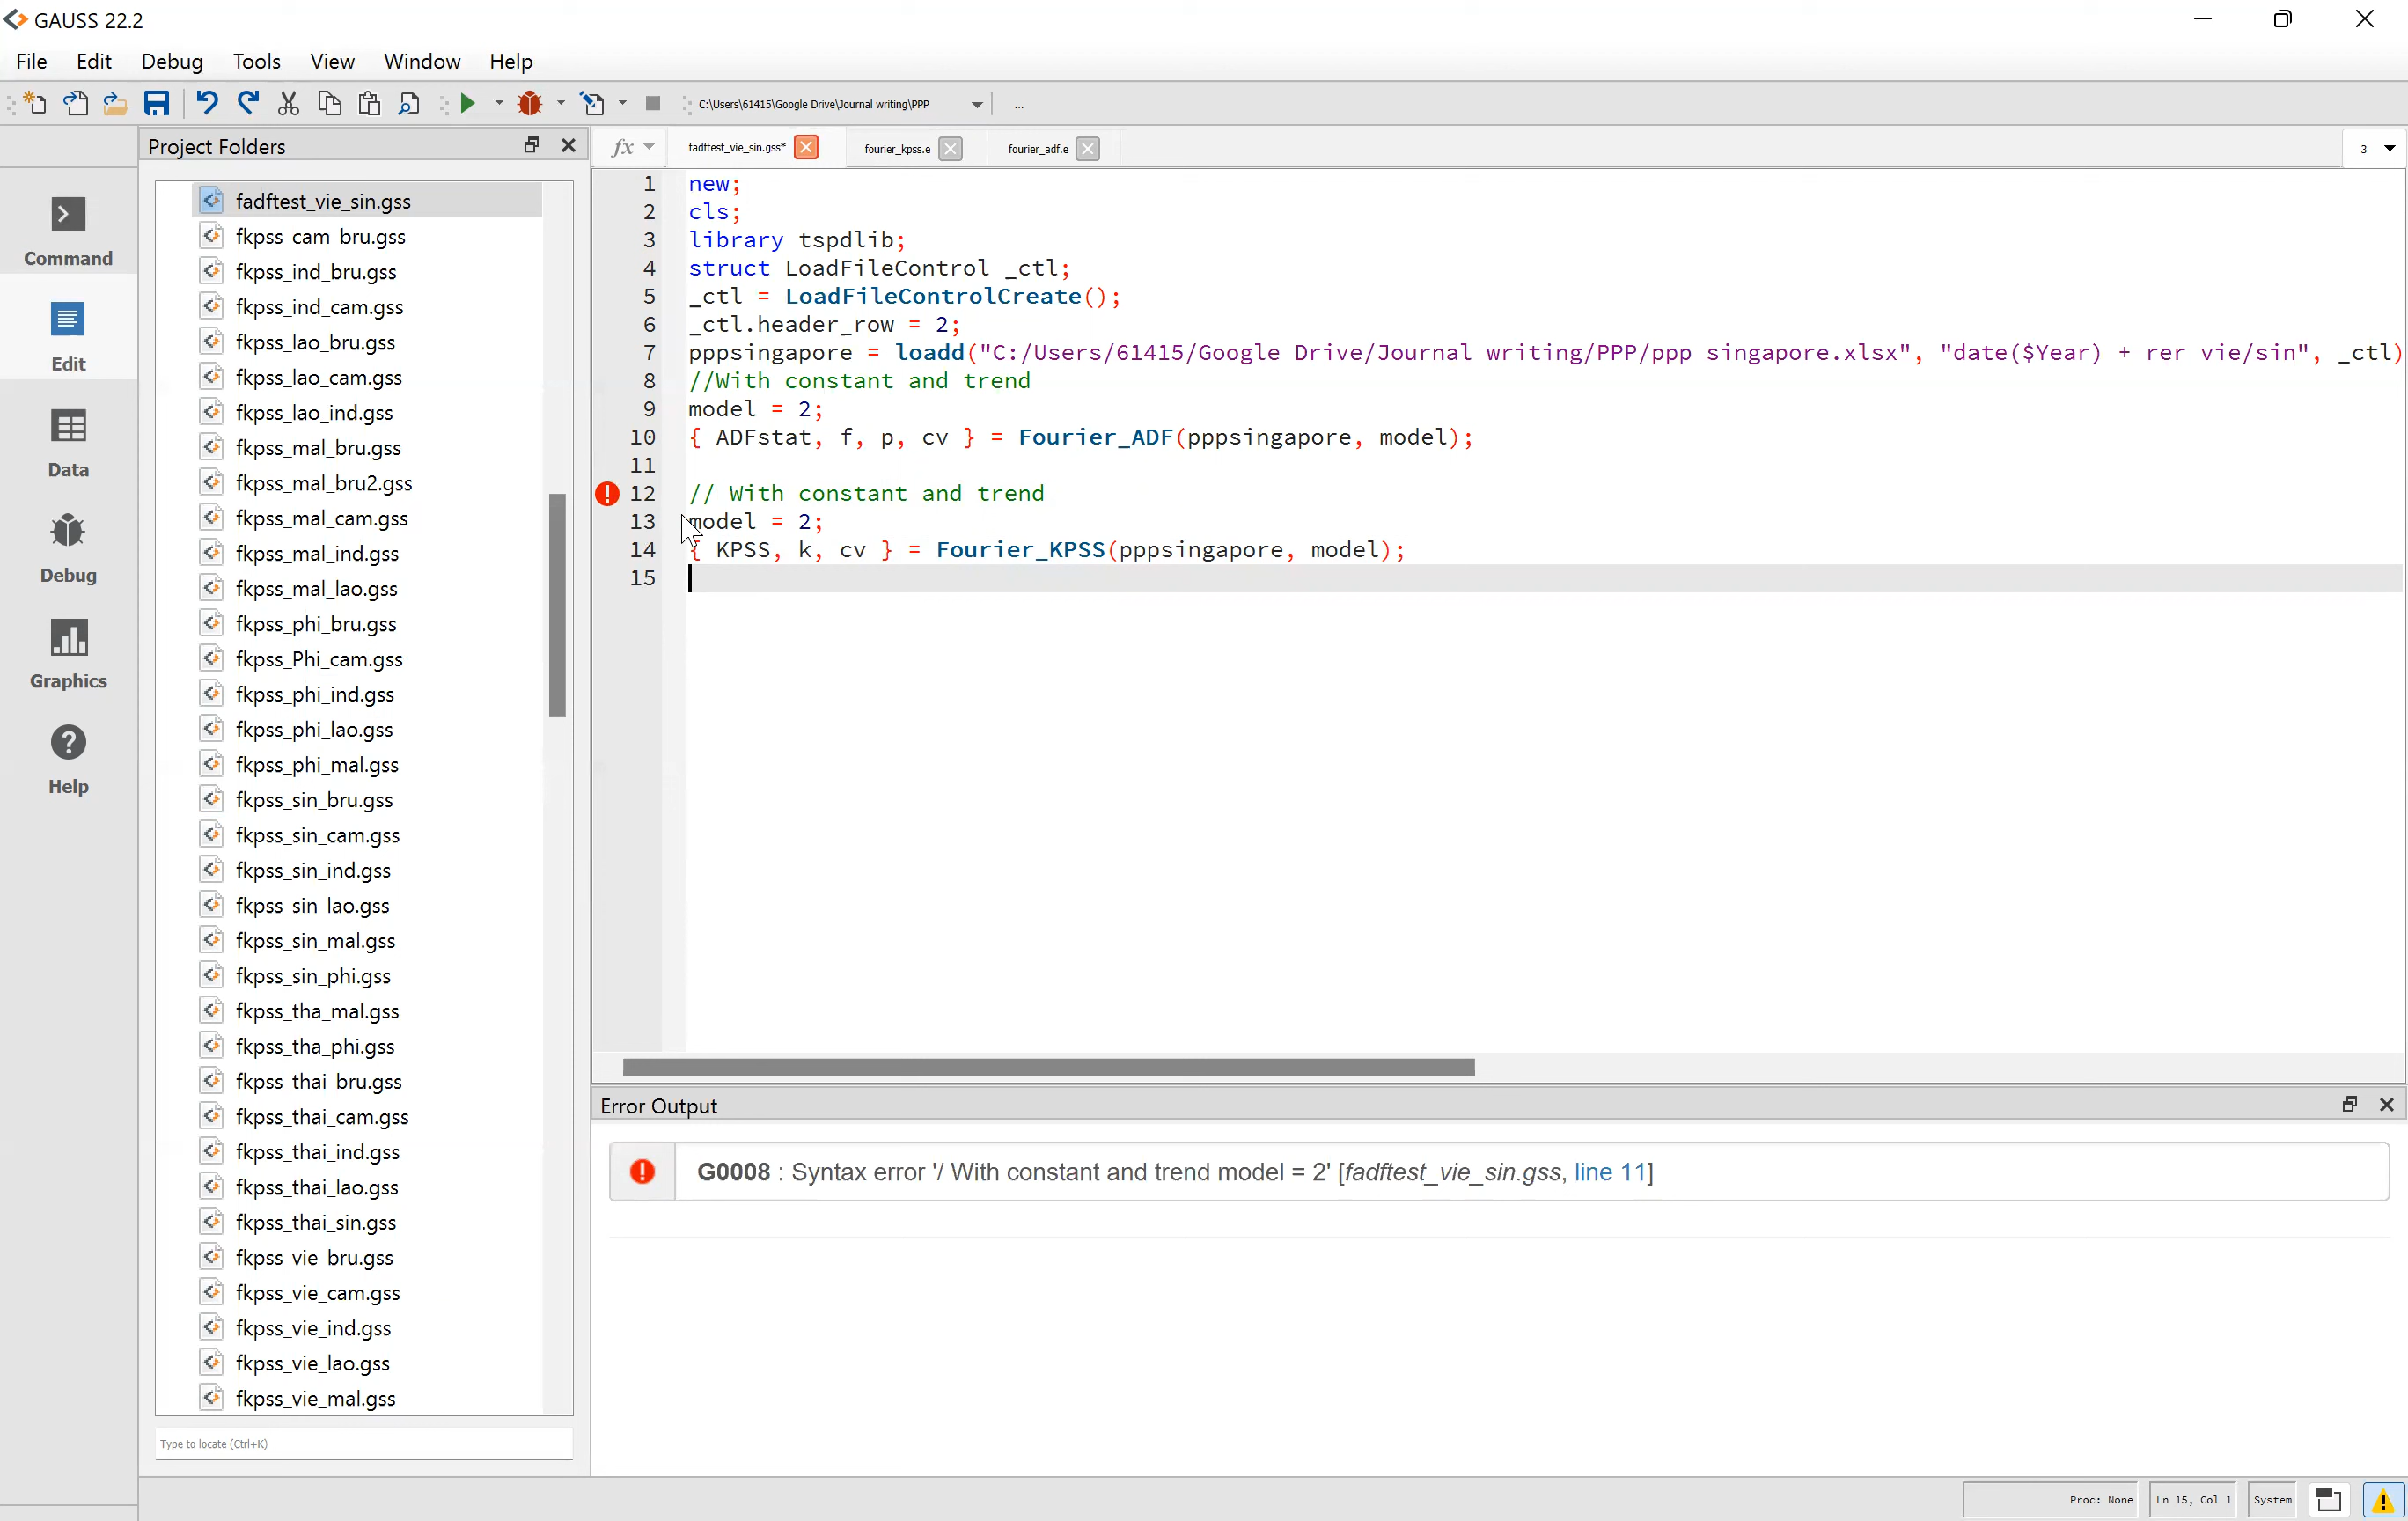 GAUSS 22.2
File Edit Debug Tools View Window Help
C:\Users\61415\Google Drive\Journal writing\PPP ...
Project Folders
fx fadftest_vie_sin.gss* fourier_kpss.e fourier_adf.e 3
Command
Edit
Data
Debug
Graphics
Help
fadftest_vie_sin.gss
fkpss_cam_bru.gss
fkpss_ind_bru.gss
fkpss_ind_cam.gss
fkpss_lao_bru.gss
fkpss_lao_cam.gss
fkpss_lao_ind.gss
fkpss_mal_bru.gss
fkpss_mal_bru2.gss
fkpss_mal_cam.gss
fkpss_mal_ind.gss
fkpss_mal_lao.gss
fkpss_phi_bru.gss
fkpss_Phi_cam.gss
fkpss_phi_ind.gss
fkpss_phi_lao.gss
fkpss_phi_mal.gss
fkpss_sin_bru.gss
fkpss_sin_cam.gss
fkpss_sin_ind.gss
fkpss_sin_lao.gss
fkpss_sin_mal.gss
fkpss_sin_phi.gss
fkpss_tha_mal.gss
fkpss_tha_phi.gss
fkpss_thai_bru.gss
fkpss_thai_cam.gss
fkpss_thai_ind.gss
fkpss_thai_lao.gss
fkpss_thai_sin.gss
fkpss_vie_bru.gss
fkpss_vie_cam.gss
fkpss_vie_ind.gss
fkpss_vie_lao.gss
fkpss_vie_mal.gss
Type to locate (Ctrl+K)
1 new;
2 cls;
3 library tspdlib;
4 struct LoadFileControl _ctl;
5 _ctl = LoadFileControlCreate();
6 _ctl.header_row = 2;
7 pppsingapore = loadd("C:/Users/61415/Google Drive/Journal writing/PPP/ppp singapore.xlsx", "date($Year) + rer vie/sin", _ctl)
8 //With constant and trend
9 model = 2;
10 { ADFstat, f, p, cv } = Fourier_ADF(pppsingapore, model);
11
12 // With constant and trend
13 model = 2;
14 { KPSS, k, cv } = Fourier_KPSS(pppsingapore, model);
15
Error Output
G0008 : Syntax error '/ With constant and trend model = 2' [fadftest_vie_sin.gss, line 11]
Proc: None Ln 15, Col 1 System